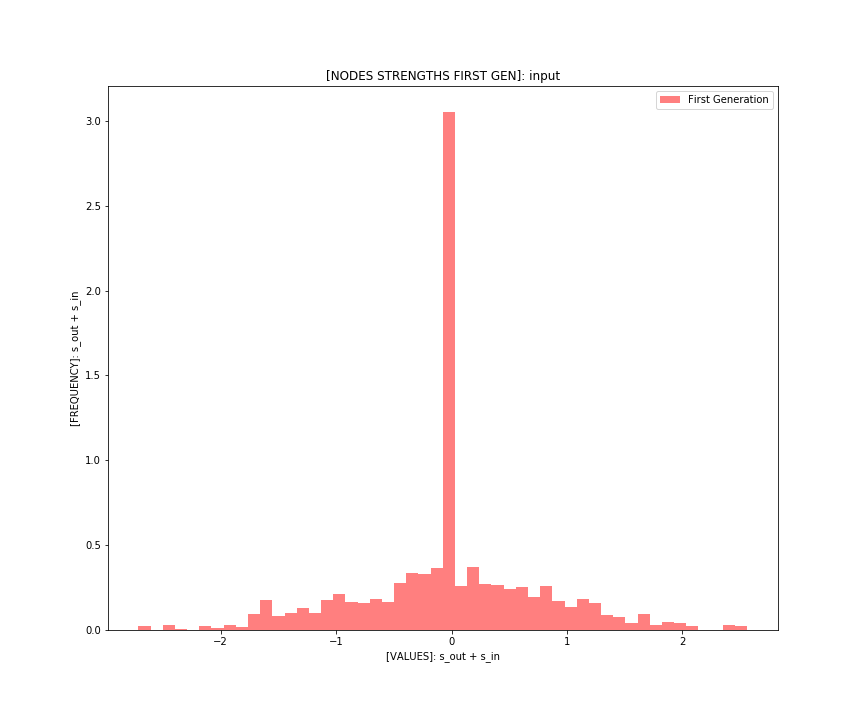 [NODES STRENGTHS FIRST GEN]: input
First Generation
3.0
2.5
2.0
1.5
1.0
0.5
0.0
[FREQUENCY]: s_out + s_in
−2 −1 0 1 2
[VALUES]: s_out + s_in